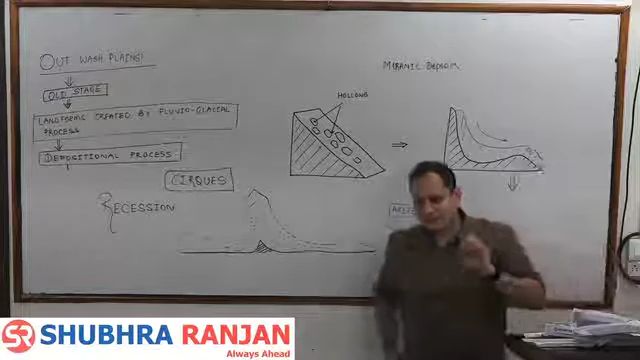 OUT WASH PLAINS
OLD STAGE
LANDFORMS CREATED BY FLUVIO-GLACIAL
PROCESS
DEPOSITIONAL PROCESS
CIRQUES
RECESSION
HOLLOWS
SHUBHRA RANJAN
Always Ahead